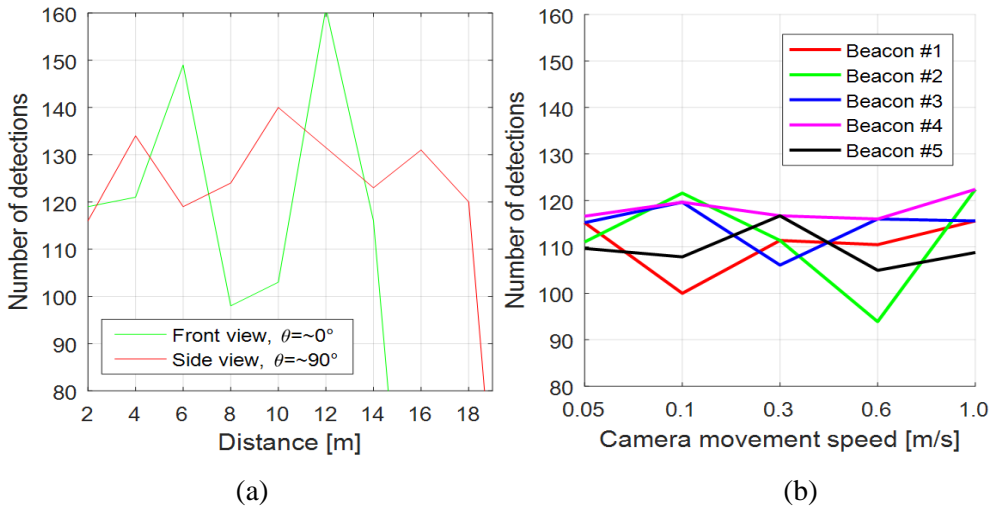 160
150
140
130
120
110
100
90
80
Number of detections
Front view, θ=~0°
Side view, θ=~90°
2 4 6 8 10 12 14 16 18
Distance [m]
(a)
160
150
140
130
120
110
100
90
80
Number of detections
Beacon #1
Beacon #2
Beacon #3
Beacon #4
Beacon #5
0.05 0.1 0.3 0.6 1.0
Camera movement speed [m/s]
(b)